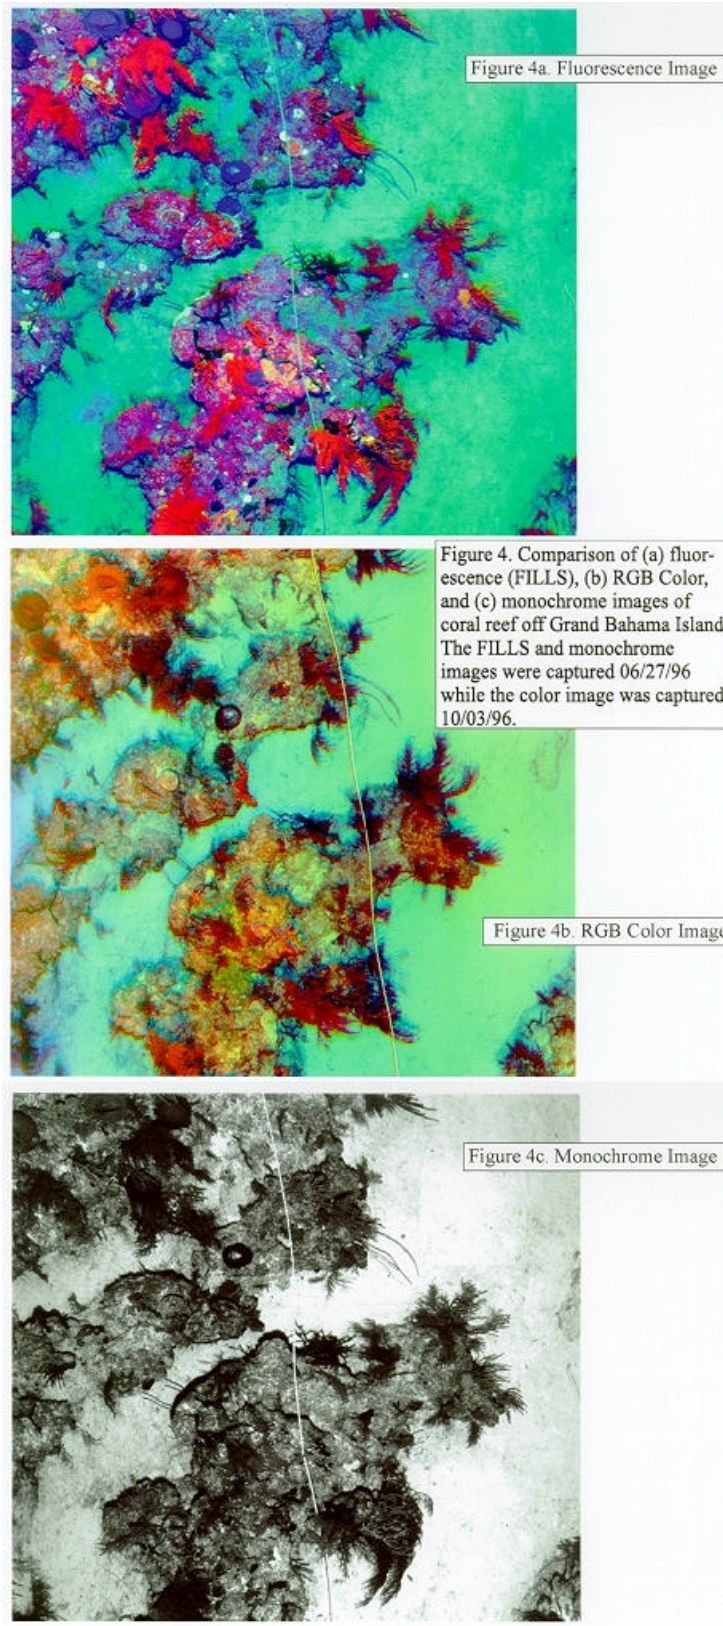 Figure 4a. Fluorescence Image
Figure 4. Comparison of (a) fluor-
escence (FILLS), (b) RGB Color,
and (c) monochrome images of
coral reef off Grand Bahama Island
The FILLS and monochrome
images were captured 06/27/96
while the color image was captured
10/03/96.
Figure 4b. RGB Color Image
Figure 4c. Monochrome Image